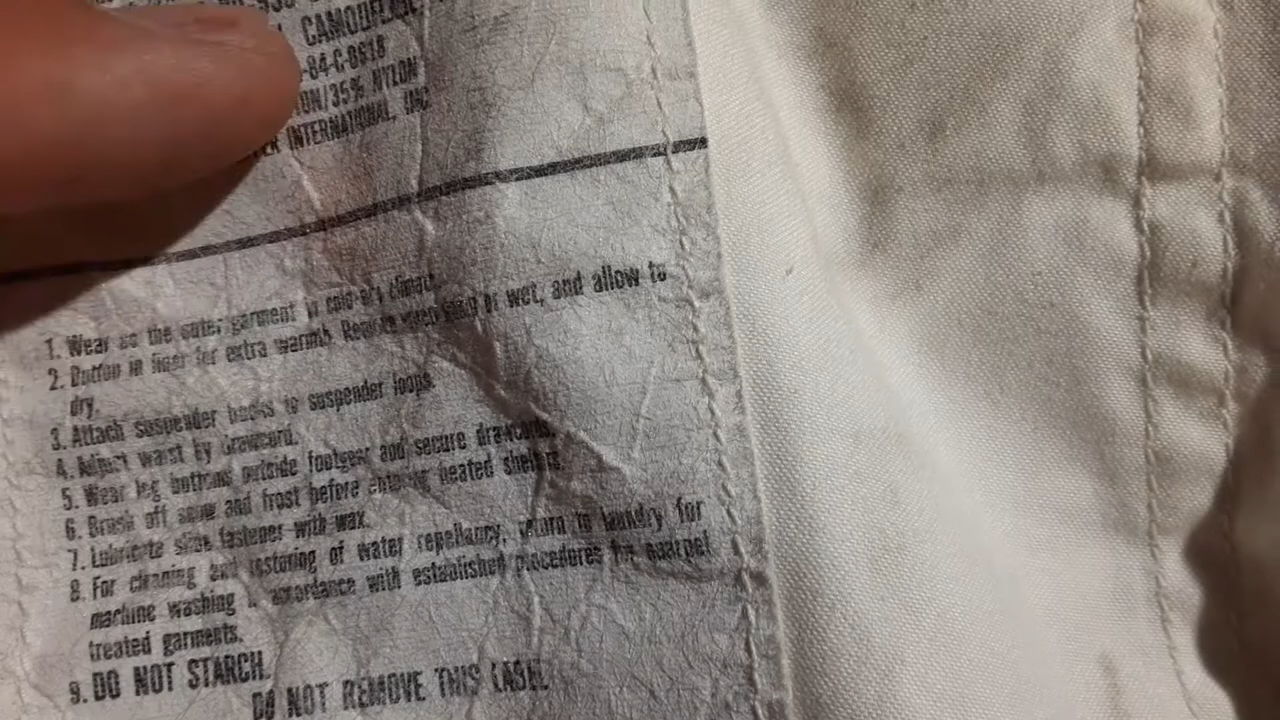 CAMOUFLAGE
-84-C-0818
ON/35% NYLON
INTERNATIONAL, INC
1. Wear as the outer garment in cold-dry climate
2. Button in liner for extra warmth. Remove when damp or wet, and allow to
dry.
3. Attach suspender hooks to suspender loops.
4. Adjust waist by drawcord.
5. Wear leg bottoms outside footgear and secure drawcords.
6. Brush off snow and frost before entering heated shelters.
7. Lubricate slide fastener with wax.
8. For cleaning and restoring of water repellancy, return to laundry for
machine washing in accordance with established procedures for quarpel
treated garments.
9. DO NOT STARCH.
DO NOT REMOVE THIS LABEL